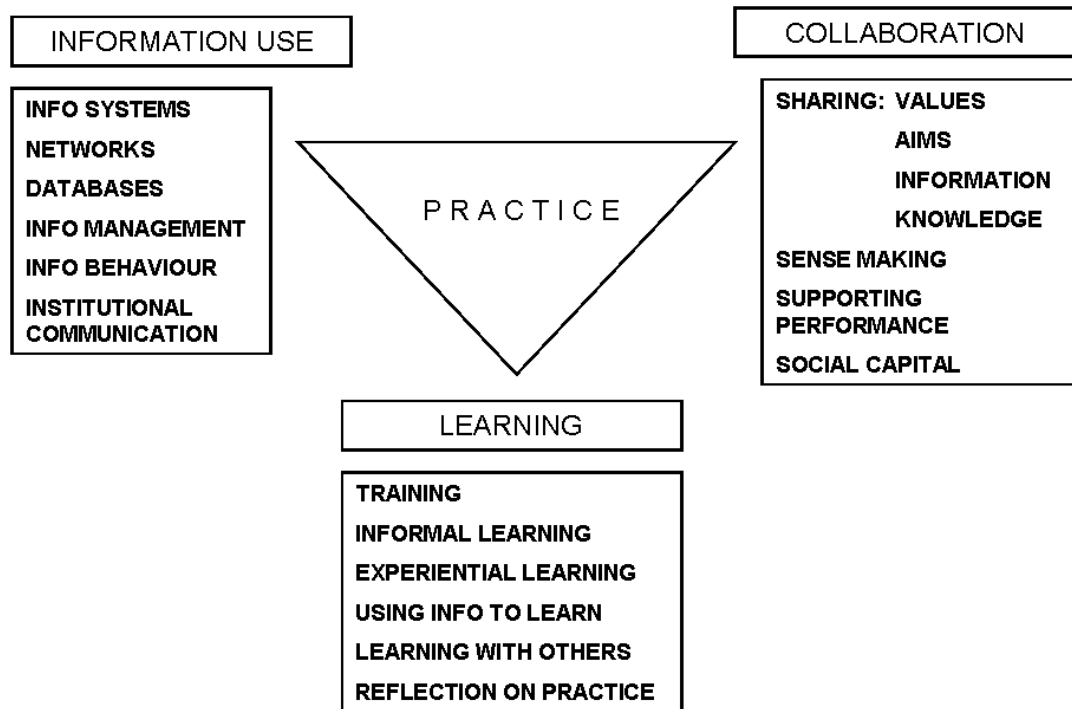 INFORMATION USE
INFO SYSTEMS
NETWORKS
DATABASES
INFO MANAGEMENT
INFO BEHAVIOUR
INSTITUTIONAL
COMMUNICATION
PRACTICE
COLLABORATION
SHARING: VALUES
AIMS
INFORMATION
KNOWLEDGE
SENSE MAKING
SUPPORTING
PERFORMANCE
SOCIAL CAPITAL
LEARNING
TRAINING
INFORMAL LEARNING
EXPERIENTIAL LEARNING
USING INFO TO LEARN
LEARNING WITH OTHERS
REFLECTION ON PRACTICE